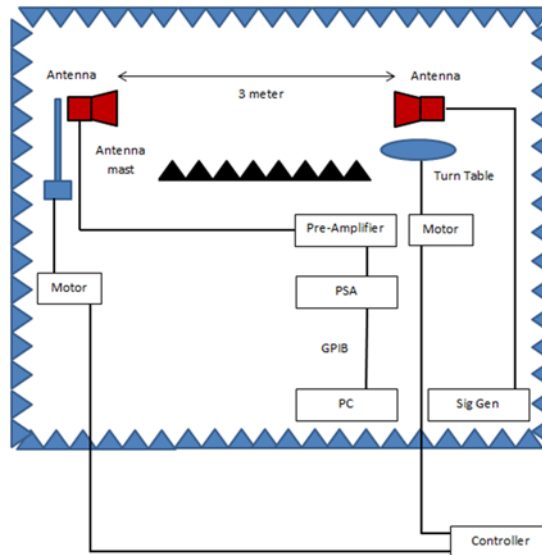 Antenna
Antenna
3 meter
Antenna
mast
Turn Table
Pre-Amplifier
Motor
Motor
PSA
GPIB
PC
Sig Gen
Controller